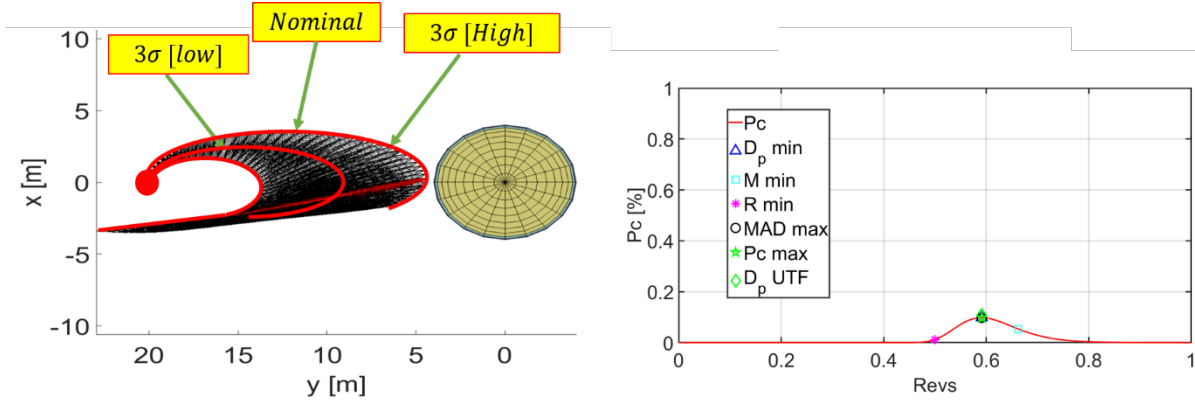 Nominal
3σ [low]
3σ [High]
10
5
0
-5
-10
x [m]
20
15
10
5
0
y [m]
1
0.8
0.6
0.4
0.2
0
Pc [%]
Pc
Dp min
M min
R min
MAD max
Pc max
Dp UTF
0
0.2
0.4
0.6
0.8
1
Revs